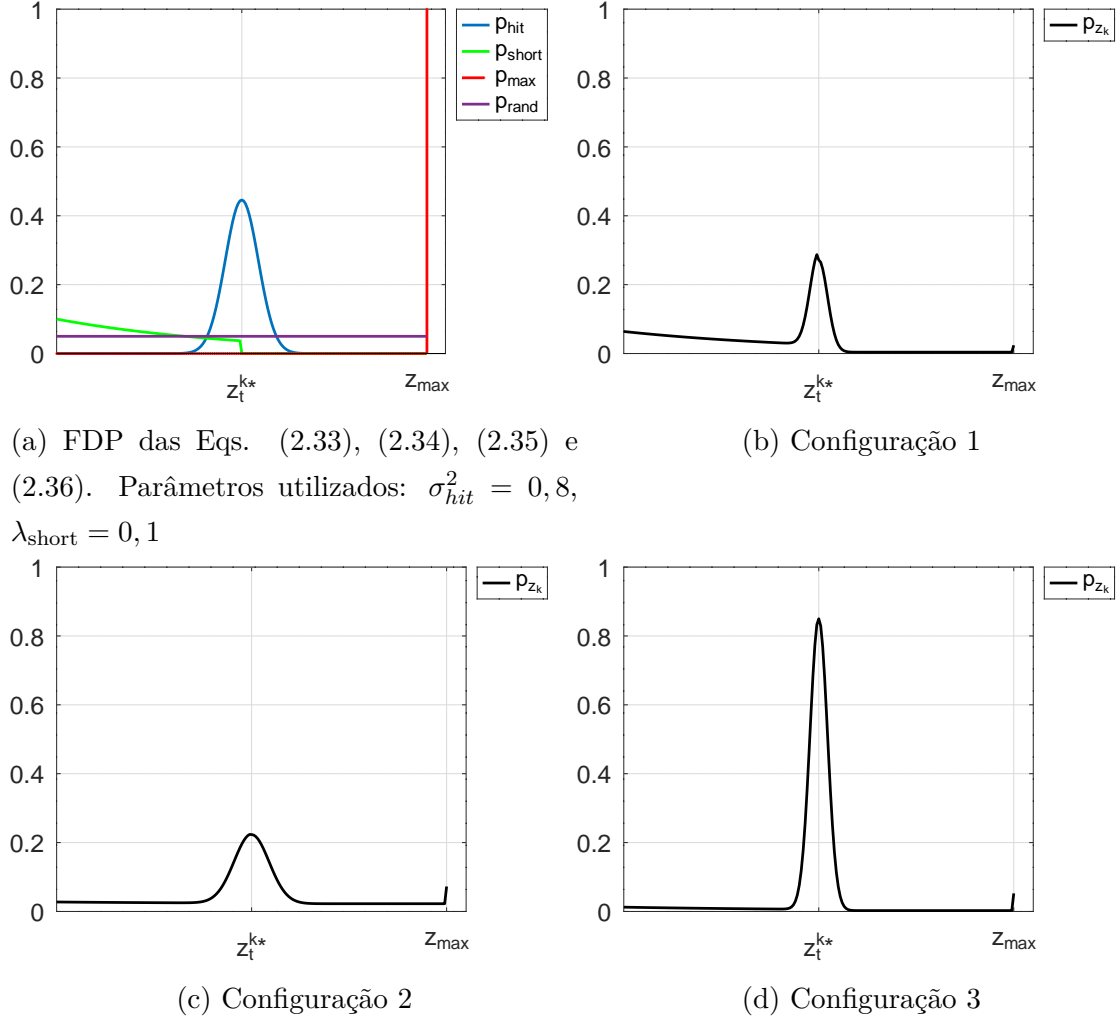 1
0.8
0.6
0.4
0.2
0
z_t^{k*}
z_max
p_hit
p_short
p_max
p_rand
1
0.8
0.6
0.4
0.2
0
z_t^{k*}
z_max
p_{z_k}
(a) FDP das Eqs. (2.33), (2.34), (2.35) e
(2.36). Parâmetros utilizados: σ²_hit = 0,8,
λ_short = 0,1
(b) Configuração 1
1
0.8
0.6
0.4
0.2
0
z_t^{k*}
z_max
p_{z_k}
1
0.8
0.6
0.4
0.2
0
z_t^{k*}
z_max
p_{z_k}
(c) Configuração 2
(d) Configuração 3